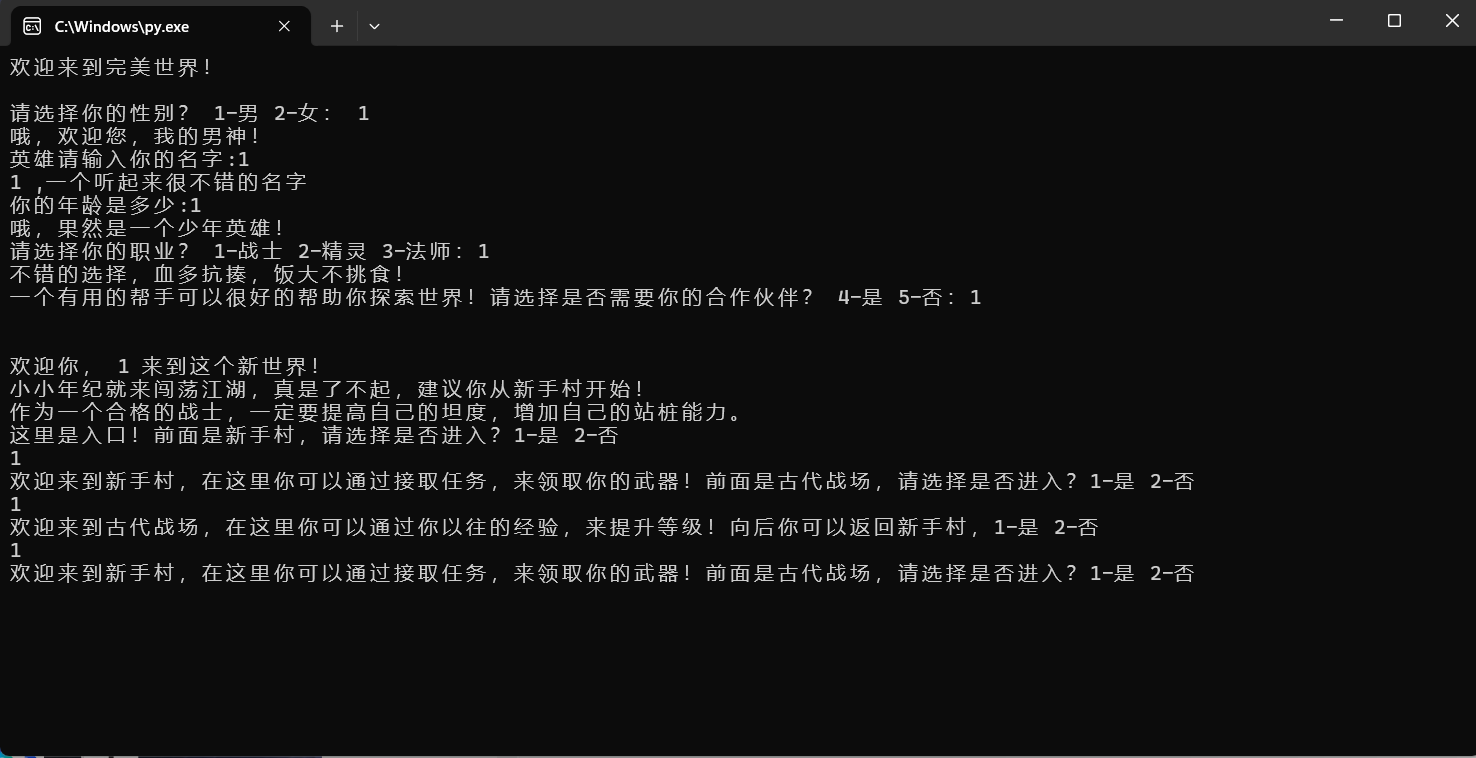 C:\Windows\py.exe
欢迎来到完美世界！
请选择你的性别？ 1-男 2-女： 1
哦，欢迎您，我的男神！
英雄请输入你的名字:1
1 ,一个听起来很不错的名字
你的年龄是多少:1
哦，果然是一个少年英雄！
请选择你的职业？ 1-战士 2-精灵 3-法师：1
不错的选择，血多抗揍，饭大不挑食！
一个有用的帮手可以很好的帮助你探索世界！请选择是否需要你的合作伙伴？ 4-是 5-否：1
欢迎你， 1 来到这个新世界！
小小年纪就来闯荡江湖，真是了不起，建议你从新手村开始！
作为一个合格的战士，一定要提高自己的坦度，增加自己的站桩能力。
这里是入口！前面是新手村，请选择是否进入？1-是 2-否
1
欢迎来到新手村，在这里你可以通过接取任务，来领取你的武器！前面是古代战场，请选择是否进入？1-是 2-否
1
欢迎来到古代战场，在这里你可以通过你以往的经验，来提升等级！向后你可以返回新手村，1-是 2-否
1
欢迎来到新手村，在这里你可以通过接取任务，来领取你的武器！前面是古代战场，请选择是否进入？1-是 2-否